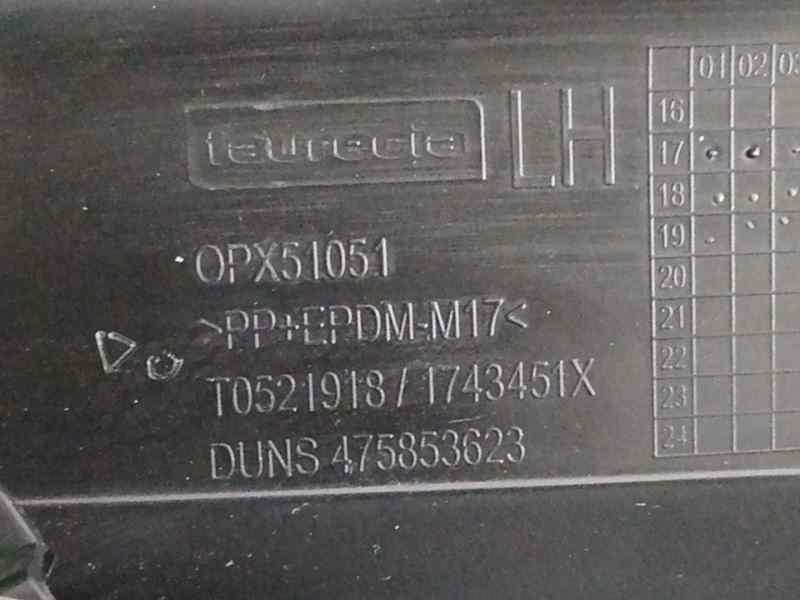 faurecia LH
OPX51051
>PP+EPDM-M17<
T0521918 / 1743451X
DUNS 475853623
01 02 03
16
17
18
19
20
21
22
23
24